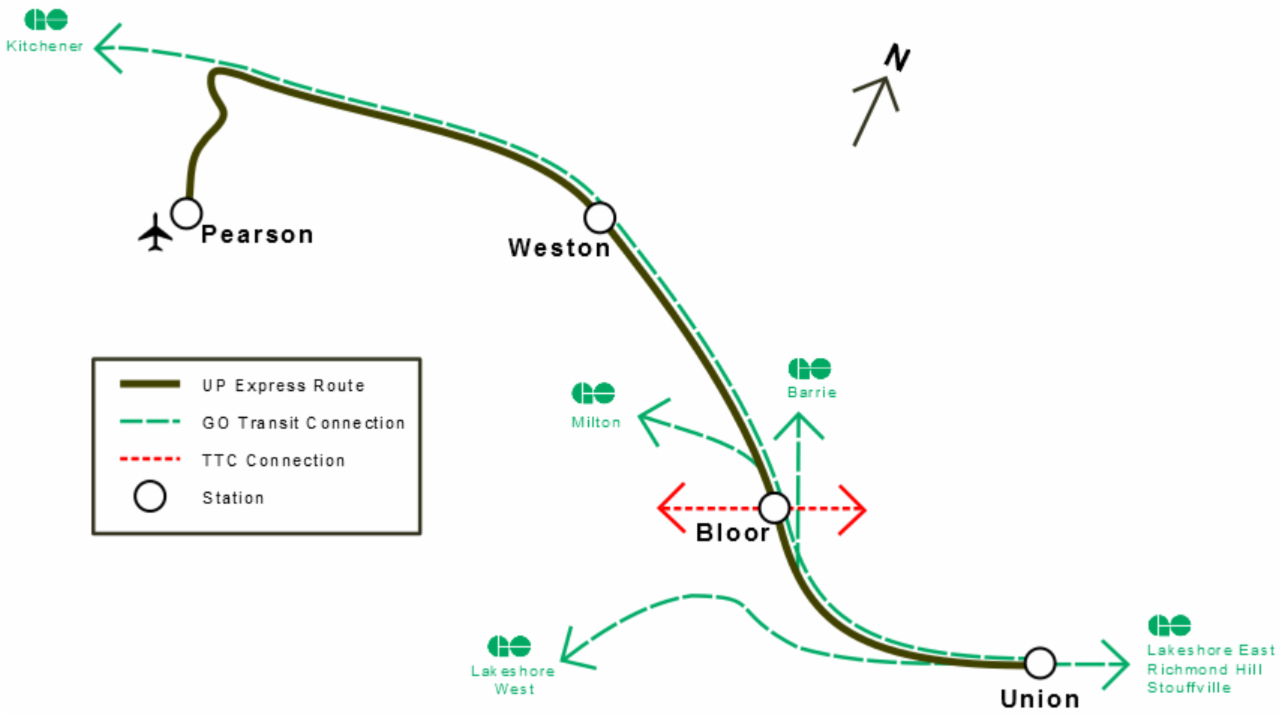 GO
Kitchener
N
Pearson
Weston
UP Express Route
GO Transit Connection
TTC Connection
Station
GO
Milton
GO
Barrie
Bloor
GO
Lakeshore
West
GO
Lakeshore East
Richmond Hill
Stouffville
Union